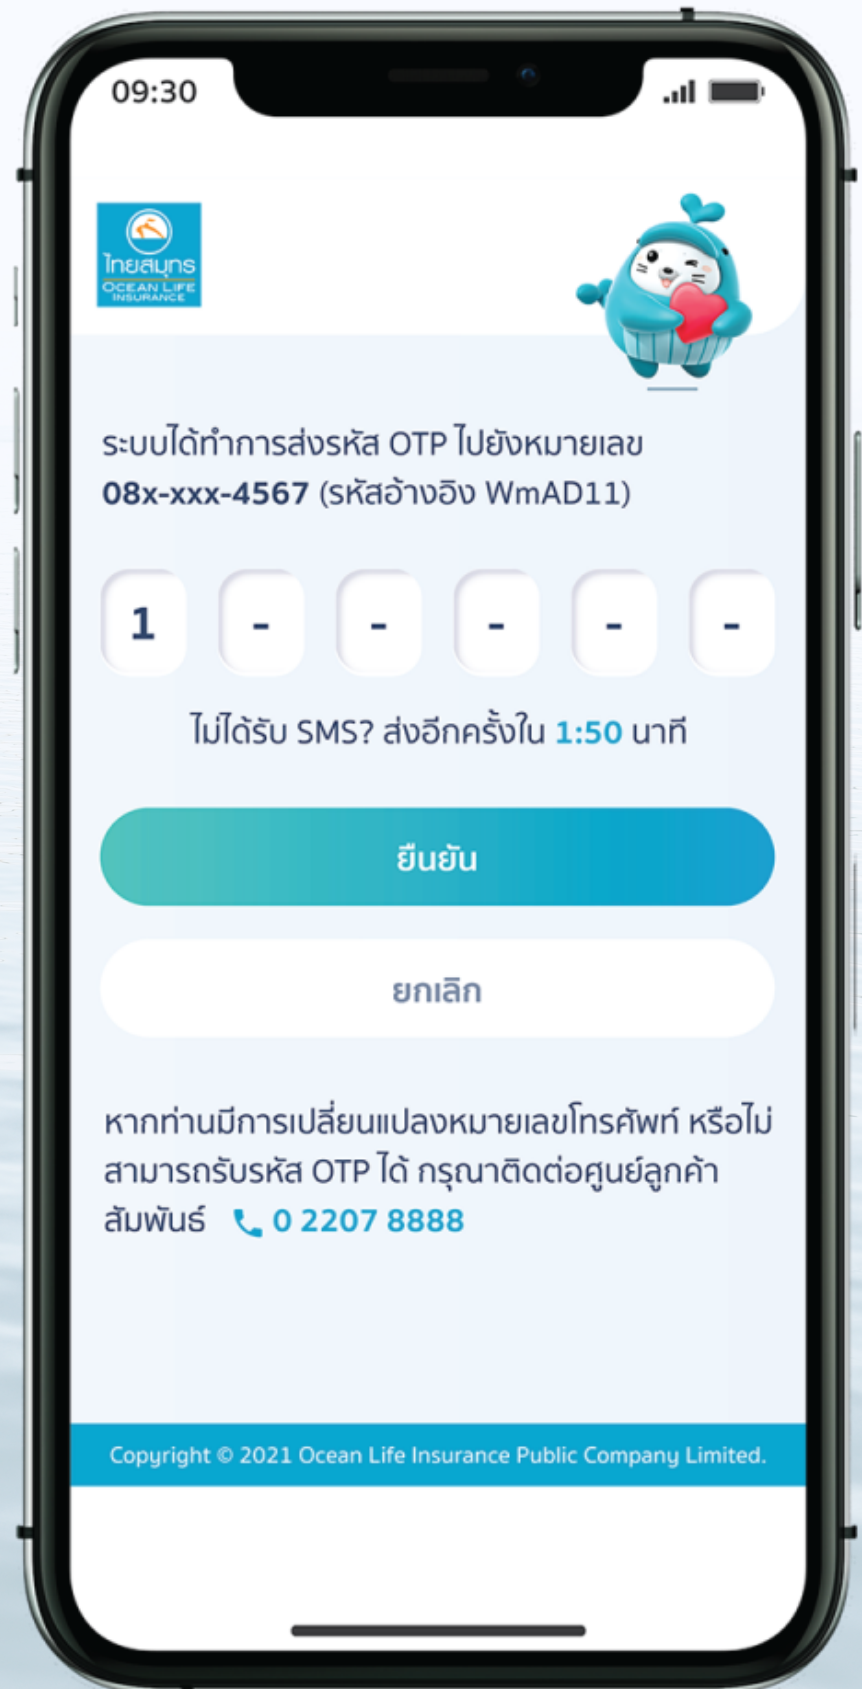 09:30
ไทยสมุทร
OCEAN LIFE
INSURANCE
ระบบได้ทำการส่งรหัส OTP ไปยังหมายเลข
08x-xxx-4567 (รหัสอ้างอิง WmAD11)
1 - - - - -
ไม่ได้รับ SMS? ส่งอีกครั้งใน 1:50 นาที
ยืนยัน
ยกเลิก
หากท่านมีการเปลี่ยนแปลงหมายเลขโทรศัพท์ หรือไม่
สามารถรับรหัส OTP ได้ กรุณาติดต่อศูนย์ลูกค้า
สัมพันธ์ 0 2207 8888
Copyright © 2021 Ocean Life Insurance Public Company Limited.